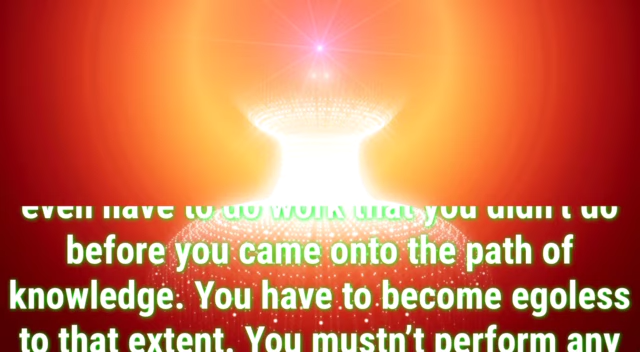 even have to do work that you didn't do
before you came onto the path of
knowledge. You have to become egoless
to that extent. You mustn't perform any